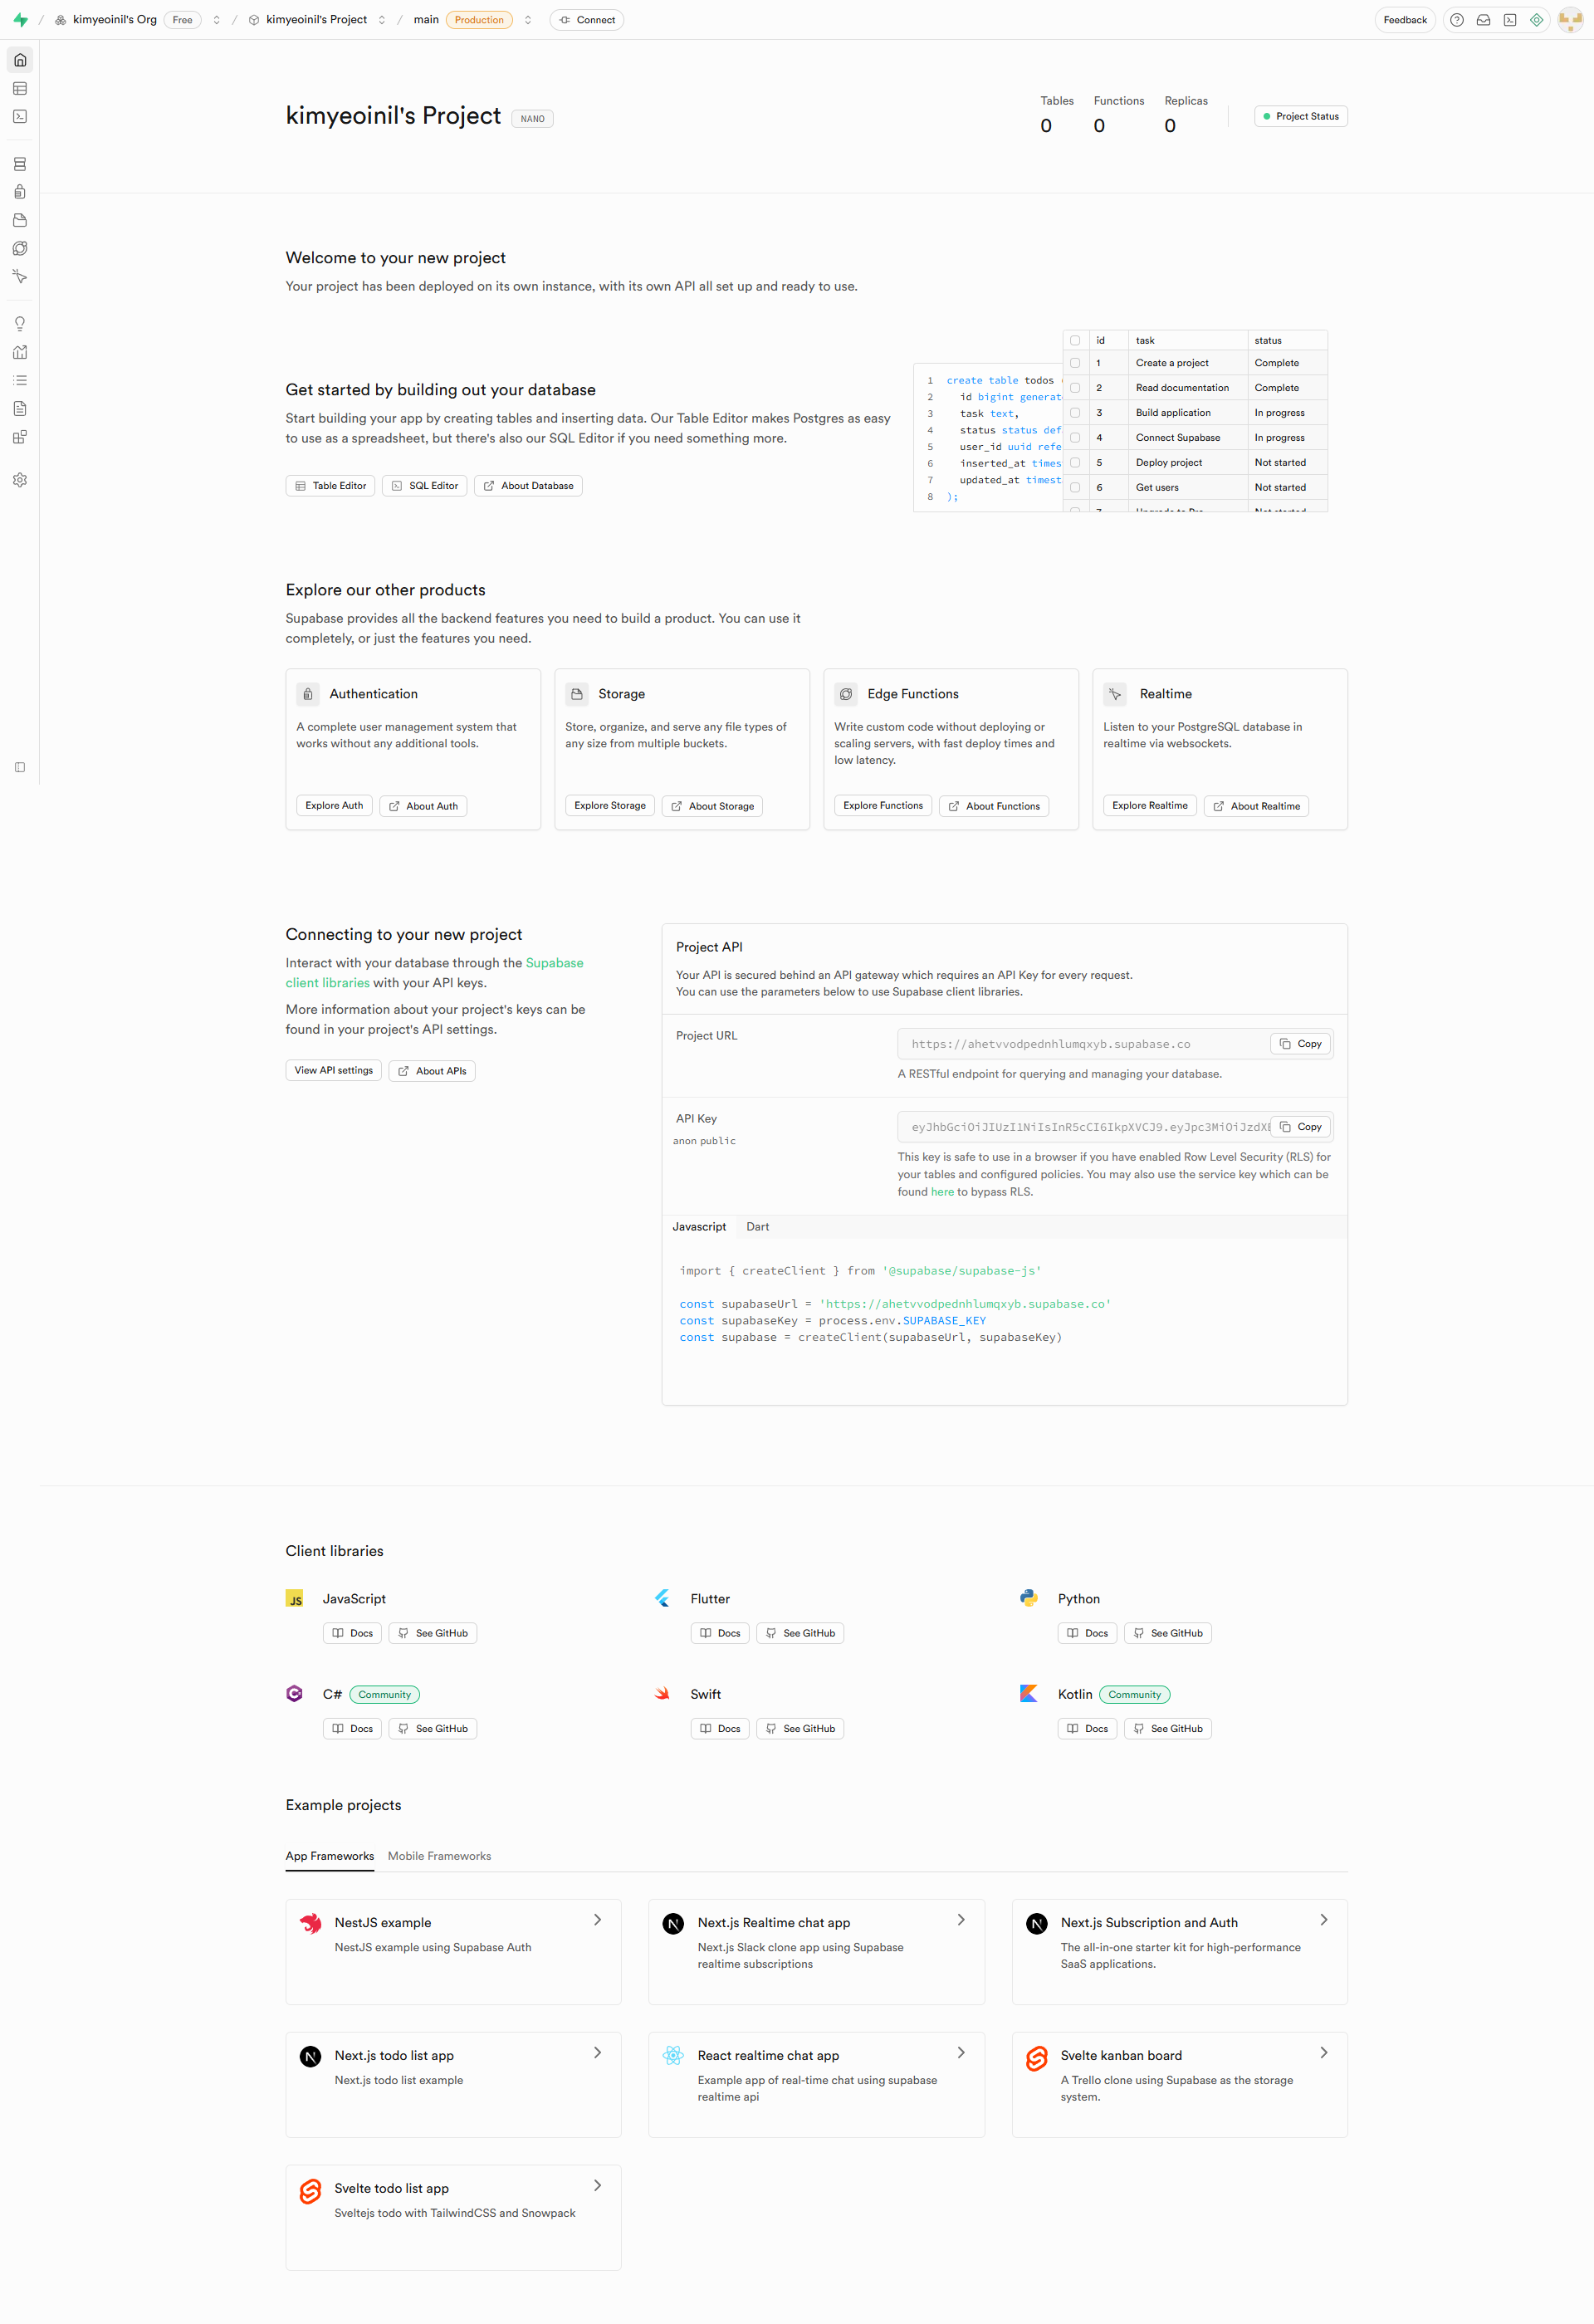 kimyeoinil's Org Free kimyeoinil's Project main Production Connect Feedback
kimyeoinil's Project NANO
Tables Functions Replicas
0 0 0
Project Status
Welcome to your new project
Your project has been deployed on its own instance, with its own API all set up and ready to use.
Get started by building out your database
Start building your app by creating tables and inserting data. Our Table Editor makes Postgres as easy
to use as a spreadsheet, but there's also our SQL Editor if you need something more.
Table Editor SQL Editor About Database
1 create table todos
2 id bigint generat
3 task text,
4 status status def
5 user_id uuid refe
6 inserted_at times
7 updated_at timest
8 );
id task status
1 Create a project Complete
2 Read documentation Complete
3 Build application In progress
4 Connect Supabase In progress
5 Deploy project Not started
6 Get users Not started
Explore our other products
Supabase provides all the backend features you need to build a product. You can use it
completely, or just the features you need.
Authentication
A complete user management system that
works without any additional tools.
Explore Auth About Auth
Storage
Store, organize, and serve any file types of
any size from multiple buckets.
Explore Storage About Storage
Edge Functions
Write custom code without deploying or
scaling servers, with fast deploy times and
low latency.
Explore Functions About Functions
Realtime
Listen to your PostgreSQL database in
realtime via websockets.
Explore Realtime About Realtime
Connecting to your new project
Interact with your database through the Supabase
client libraries with your API keys.
More information about your project's keys can be
found in your project's API settings.
View API settings About APIs
Project API
Your API is secured behind an API gateway which requires an API Key for every request.
You can use the parameters below to use Supabase client libraries.
Project URL
https://ahetvvodpednhlumqxyb.supabase.co Copy
A RESTful endpoint for querying and managing your database.
API Key
anon public
eyJhbGciOiJIUzI1NiIsInR5cCI6IkpXVCJ9.eyJpc3MiOiJzdXB Copy
This key is safe to use in a browser if you have enabled Row Level Security (RLS) for
your tables and configured policies. You may also use the service key which can be
found here to bypass RLS.
Javascript Dart
import { createClient } from '@supabase/supabase-js'
const supabaseUrl = 'https://ahetvvodpednhlumqxyb.supabase.co'
const supabaseKey = process.env.SUPABASE_KEY
const supabase = createClient(supabaseUrl, supabaseKey)
Client libraries
JS JavaScript
Docs See GitHub
Flutter
Docs See GitHub
Python
Docs See GitHub
C# Community
Docs See GitHub
Swift
Docs See GitHub
Kotlin Community
Docs See GitHub
Example projects
App Frameworks Mobile Frameworks
NestJS example
NestJS example using Supabase Auth
Next.js Realtime chat app
Next.js Slack clone app using Supabase
realtime subscriptions
Next.js Subscription and Auth
The all-in-one starter kit for high-performance
SaaS applications.
Next.js todo list app
Next.js todo list example
React realtime chat app
Example app of real-time chat using supabase
realtime api
Svelte kanban board
A Trello clone using Supabase as the storage
system.
Svelte todo list app
Sveltejs todo with TailwindCSS and Snowpack